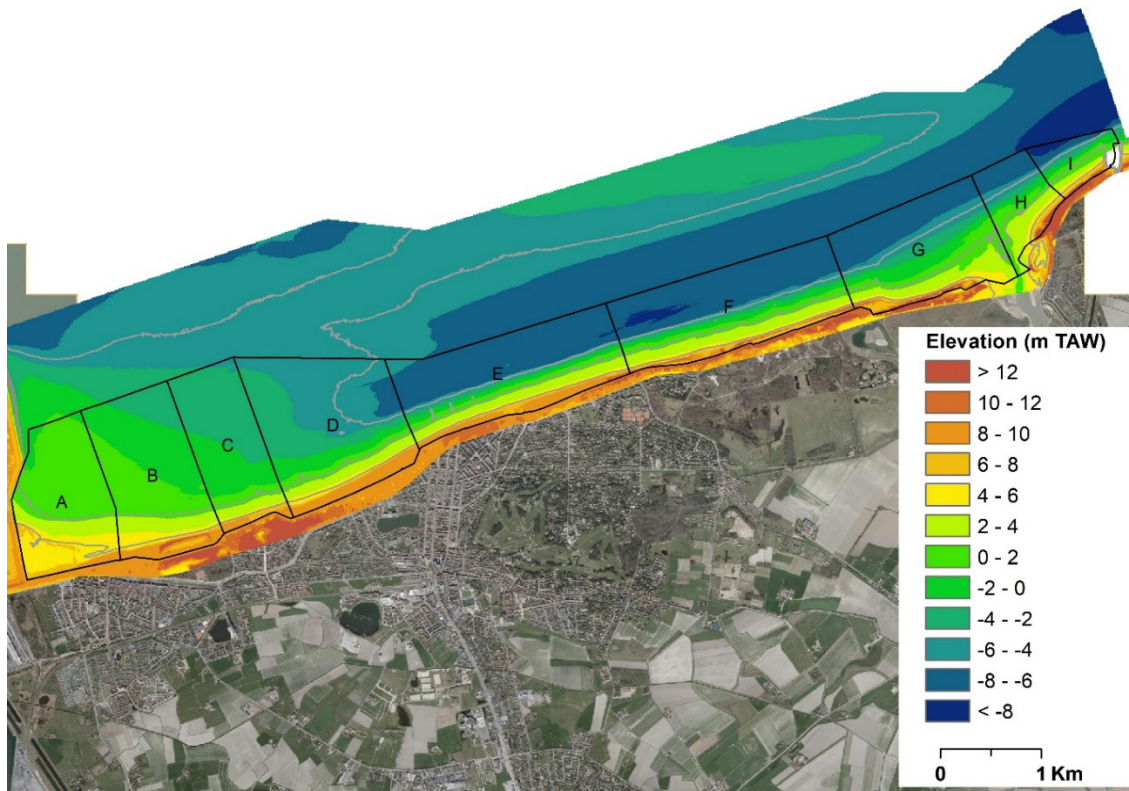 I
H
G
F
E
D
C
B
A
Elevation (m TAW)
> 12
10 - 12
8 - 10
6 - 8
4 - 6
2 - 4
0 - 2
-2 - 0
-4 - -2
-6 - -4
-8 - -6
< -8
0 1 Km